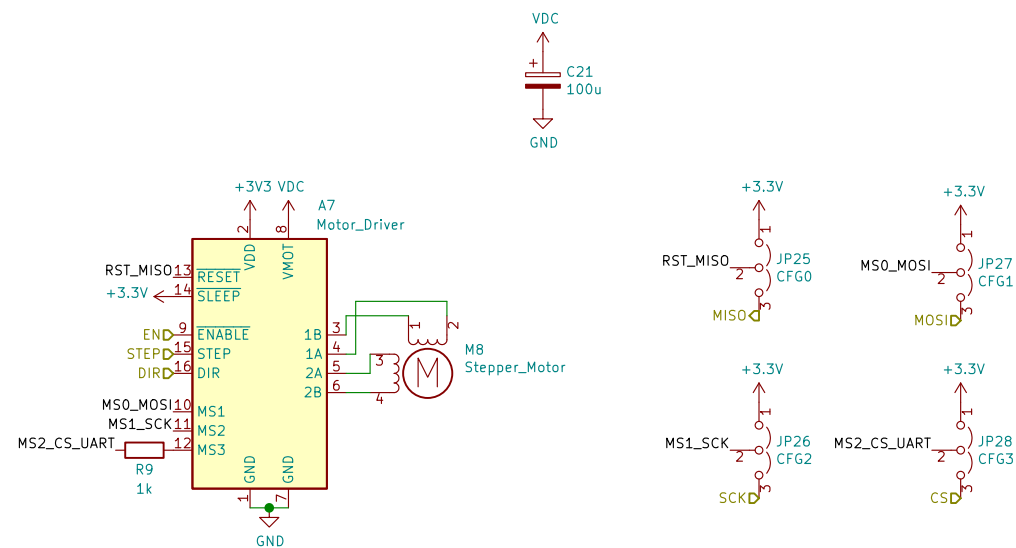 VDC
+
C21
100u
GND
+3V3 VDC
A7
Motor_Driver
2
8
VDD
VMOT
RST_MISO 13 RESET
+3.3V 14 SLEEP
EN 9 ENABLE
STEP 15 STEP
DIR 16 DIR
MS0_MOSI 10 MS1
MS1_SCK 11 MS2
MS2_CS_UART 12 MS3
R9
1k
1B 3
1A 4
2A 5
2B 6
1
2
3
4
M
M8
Stepper_Motor
GND
GND
1
7
GND
+3.3V
1
RST_MISO
2
JP25
CFG0
3
MISO
+3.3V
1
MS0_MOSI
2
JP27
CFG1
3
MOSI
+3.3V
1
MS1_SCK
2
JP26
CFG2
3
SCK
+3.3V
1
MS2_CS_UART
2
JP28
CFG3
3
CS